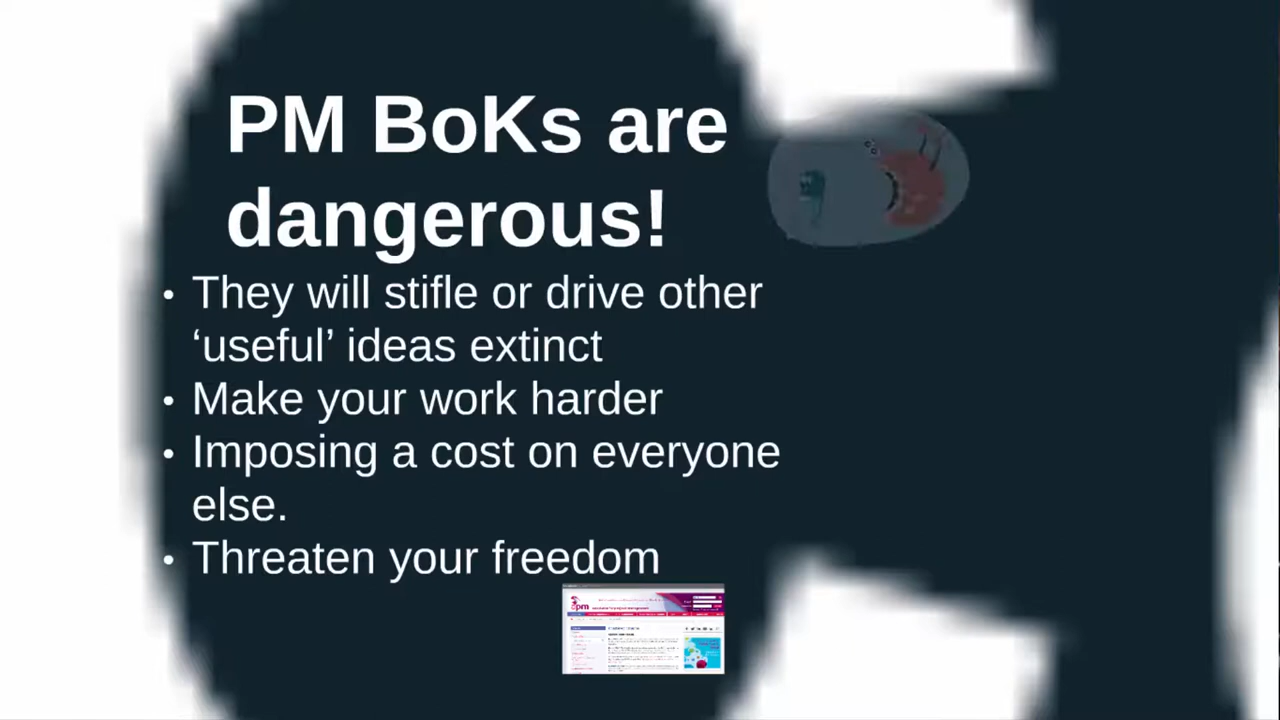 PM BoKs are
dangerous!
• They will stifle or drive other
‘useful’ ideas extinct
• Make your work harder
• Imposing a cost on everyone
else.
• Threaten your freedom
apm